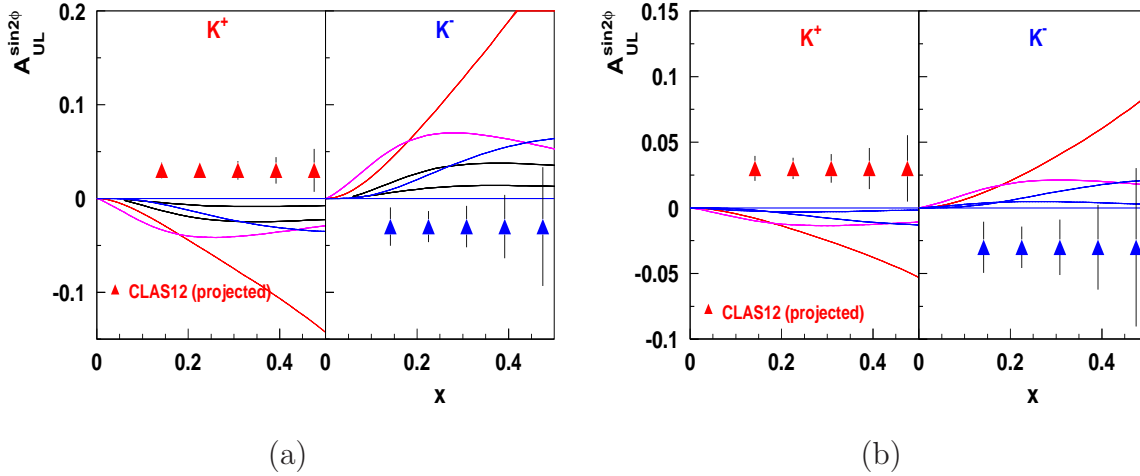 A_UL^sin2ϕ
K+
K-
0.2
0.1
0
-0.1
CLAS12 (projected)
0 0.2 0.4 0 0.2 0.4
x
(a)
A_UL^sin2ϕ
K+
K-
0.15
0.1
0.05
0
-0.05
-0.1
CLAS12 (projected)
0 0.2 0.4 0 0.2 0.4
x
(b)